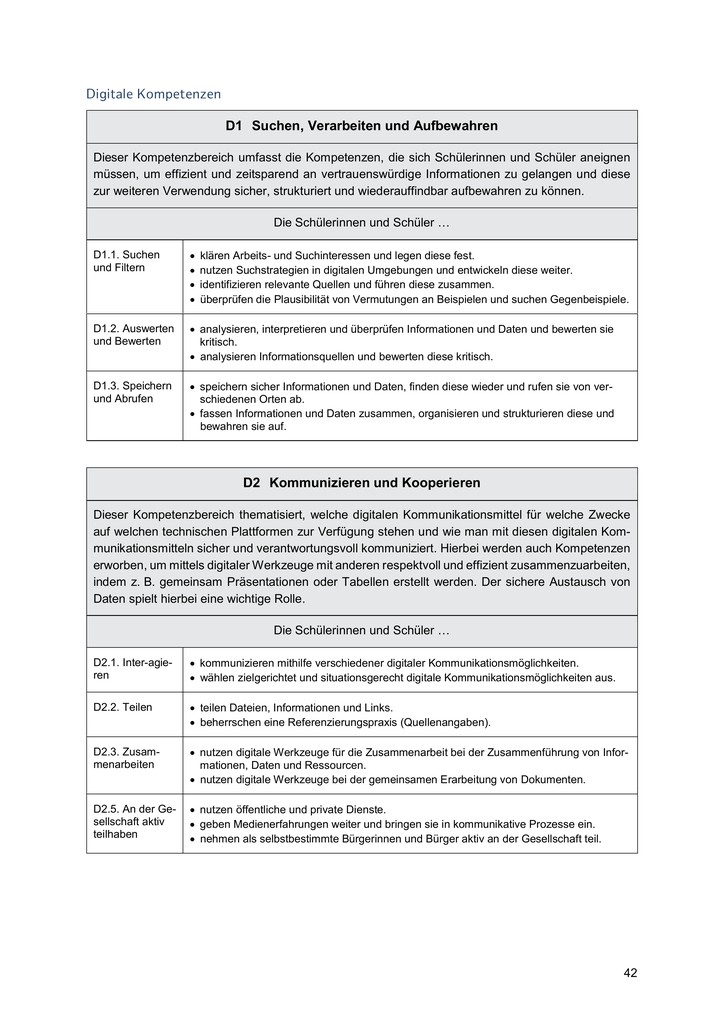 Digitale Kompetenzen
D1 Suchen, Verarbeiten und Aufbewahren
Dieser Kompetenzbereich umfasst die Kompetenzen, die sich Schülerinnen und Schüler aneignen
müssen, um effizient und zeitsparend an vertrauenswürdige Informationen zu gelangen und diese
zur weiteren Verwendung sicher, strukturiert und wiederauffindbar aufbewahren zu können.
Die Schülerinnen und Schüler …
D1.1. Suchen
und Filtern
• klären Arbeits- und Suchinteressen und legen diese fest.
• nutzen Suchstrategien in digitalen Umgebungen und entwickeln diese weiter.
• identifizieren relevante Quellen und führen diese zusammen.
• überprüfen die Plausibilität von Vermutungen an Beispielen und suchen Gegenbeispiele.
D1.2. Auswerten
und Bewerten
• analysieren, interpretieren und überprüfen Informationen und Daten und bewerten sie
kritisch.
• analysieren Informationsquellen und bewerten diese kritisch.
D1.3. Speichern
und Abrufen
• speichern sicher Informationen und Daten, finden diese wieder und rufen sie von ver-
schiedenen Orten ab.
• fassen Informationen und Daten zusammen, organisieren und strukturieren diese und
bewahren sie auf.
D2 Kommunizieren und Kooperieren
Dieser Kompetenzbereich thematisiert, welche digitalen Kommunikationsmittel für welche Zwecke
auf welchen technischen Plattformen zur Verfügung stehen und wie man mit diesen digitalen Kom-
munikationsmitteln sicher und verantwortungsvoll kommuniziert. Hierbei werden auch Kompetenzen
erworben, um mittels digitaler Werkzeuge mit anderen respektvoll und effizient zusammenzuarbeiten,
indem z. B. gemeinsam Präsentationen oder Tabellen erstellt werden. Der sichere Austausch von
Daten spielt hierbei eine wichtige Rolle.
Die Schülerinnen und Schüler …
D2.1. Inter-agie-
ren
• kommunizieren mithilfe verschiedener digitaler Kommunikationsmöglichkeiten.
• wählen zielgerichtet und situationsgerecht digitale Kommunikationsmöglichkeiten aus.
D2.2. Teilen
• teilen Dateien, Informationen und Links.
• beherrschen eine Referenzierungspraxis (Quellenangaben).
D2.3. Zusam-
menarbeiten
• nutzen digitale Werkzeuge für die Zusammenarbeit bei der Zusammenführung von Infor-
mationen, Daten und Ressourcen.
• nutzen digitale Werkzeuge bei der gemeinsamen Erarbeitung von Dokumenten.
D2.5. An der Ge-
sellschaft aktiv
teilhaben
• nutzen öffentliche und private Dienste.
• geben Medienerfahrungen weiter und bringen sie in kommunikative Prozesse ein.
• nehmen als selbstbestimmte Bürgerinnen und Bürger aktiv an der Gesellschaft teil.
42